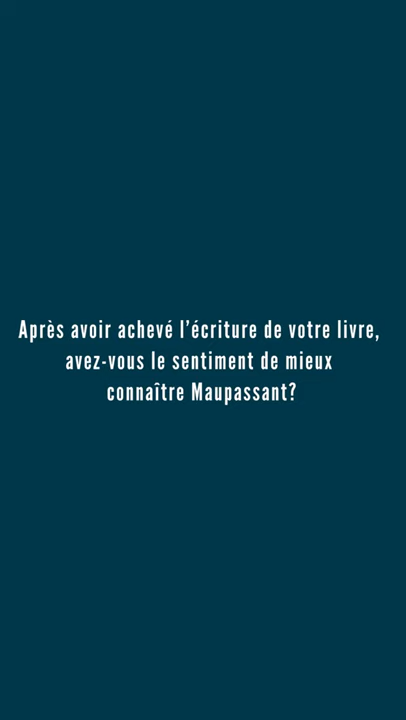 Après avoir achevé l’écriture de votre livre,
avez-vous le sentiment de mieux
connaître Maupassant?